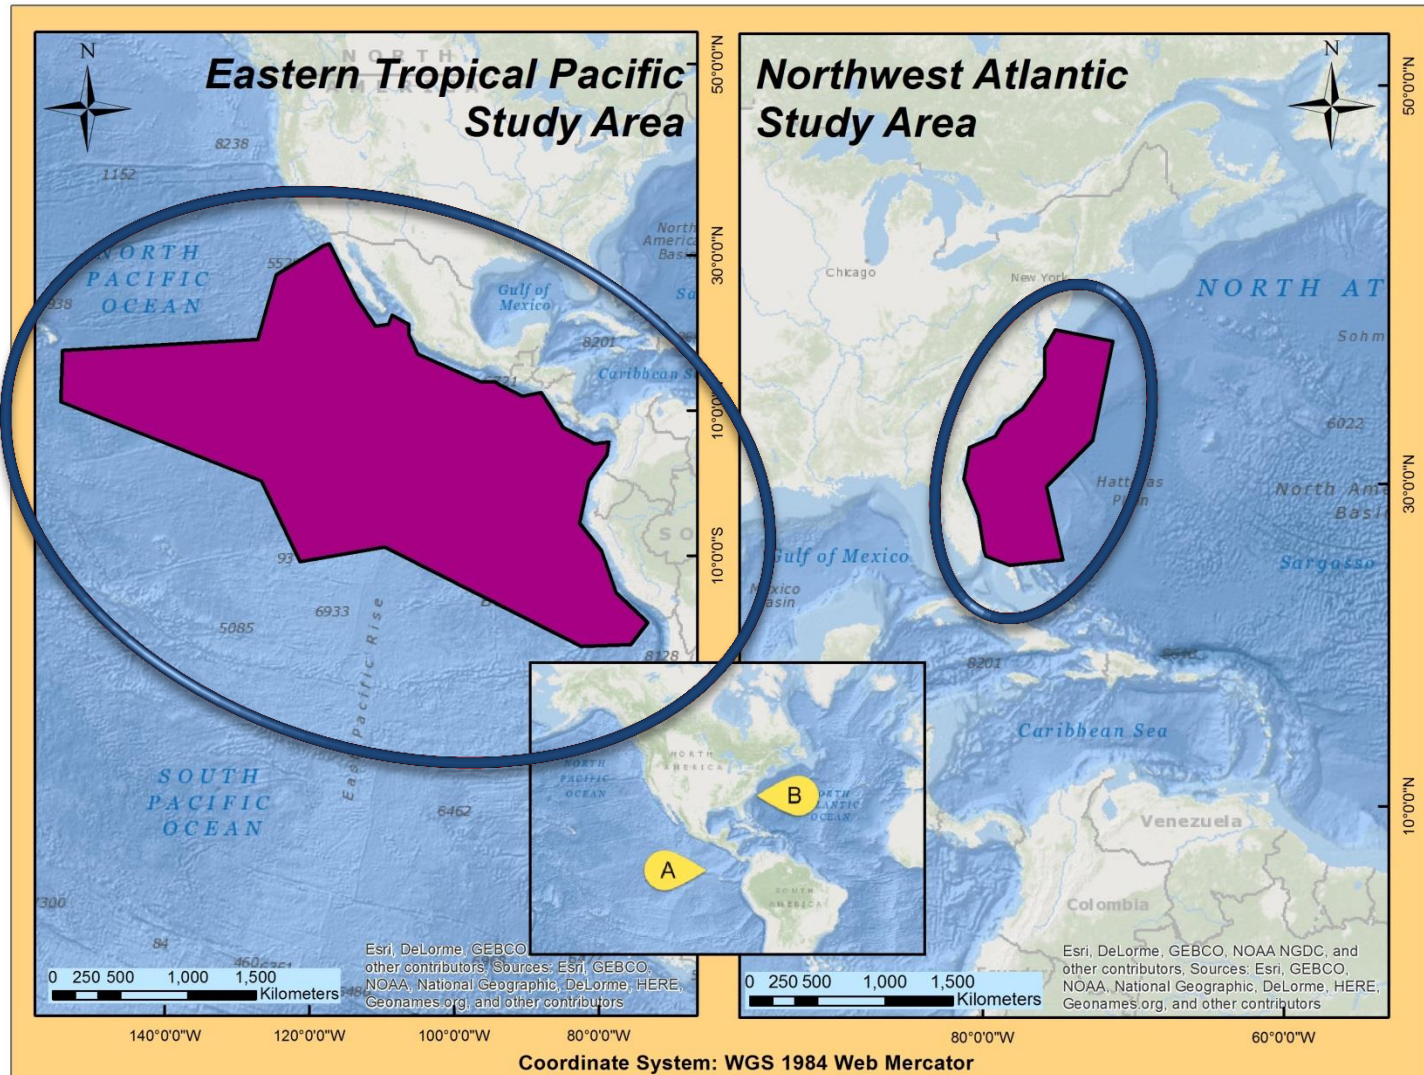 N
NORTH
Eastern Tropical Pacific
Study Area
8238
1152
NORTH
PACIFIC
OCEAN
North
America
Basin
Gulf of
Mexico
8201
Caribbean
93
6933
5085
East Pacific Rise
8128
SOUTH
PACIFIC
OCEAN
6462
84
Esri, DeLorme, GEBCO,
other contributors, Sources: Esri, GEBCO,
NOAA, National Geographic, DeLorme, HERE,
Geonames.org, and other contributors
0 250 500 1,000 1,500
Kilometers
50°0'0"N
30°0'0"N
10°0'0"N
10°0'0"S
140°0'0"W 120°0'0"W 100°0'0"W 80°0'0"W
Northwest Atlantic
Study Area
N
Chicago
New York
NORTH AT
Sohm
6022
Hatteras
Plain
North Ame
Basin
Sargasso
Gulf of Mexico
Mexico
Basin
8201
Caribbean Sea
Venezuela
Colombia
Esri, DeLorme, GEBCO, NOAA NGDC, and
other contributors, Sources: Esri, GEBCO,
NOAA, National Geographic, DeLorme, HERE,
Geonames.org, and other contributors
0 250 500 1,000 1,500
Kilometers
50°0'0"N
30°0'0"N
10°0'0"N
80°0'0"W 60°0'0"W
NORTH
AMERICA
NORTH
PACIFIC
OCEAN
B
OCEAN
A
SOUTH
AMERICA
Coordinate System: WGS 1984 Web Mercator